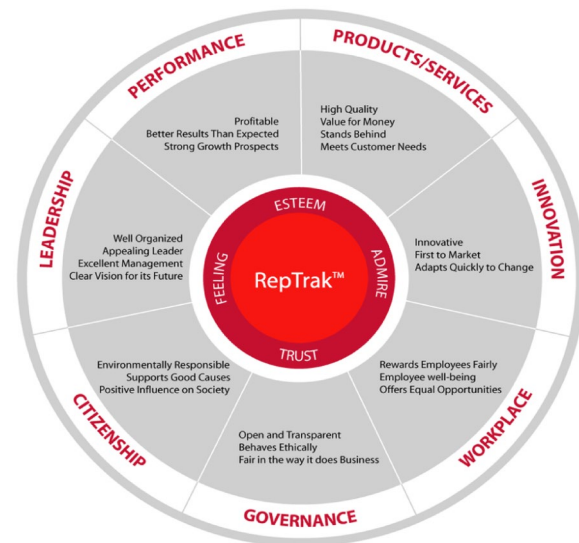 PERFORMANCE
Profitable
Better Results Than Expected
Strong Growth Prospects
PRODUCTS/SERVICES
High Quality
Value for Money
Stands Behind
Meets Customer Needs
INNOVATION
Innovative
First to Market
Adapts Quickly to Change
WORKPLACE
Rewards Employees Fairly
Employee well-being
Offers Equal Opportunities
GOVERNANCE
Open and Transparent
Behaves Ethically
Fair in the way it does Business
CITIZENSHIP
Environmentally Responsible
Supports Good Causes
Positive Influence on Society
LEADERSHIP
Well Organized
Appealing Leader
Excellent Management
Clear Vision for its Future
ESTEEM
ADMIRE
TRUST
FEELING
RepTrak™